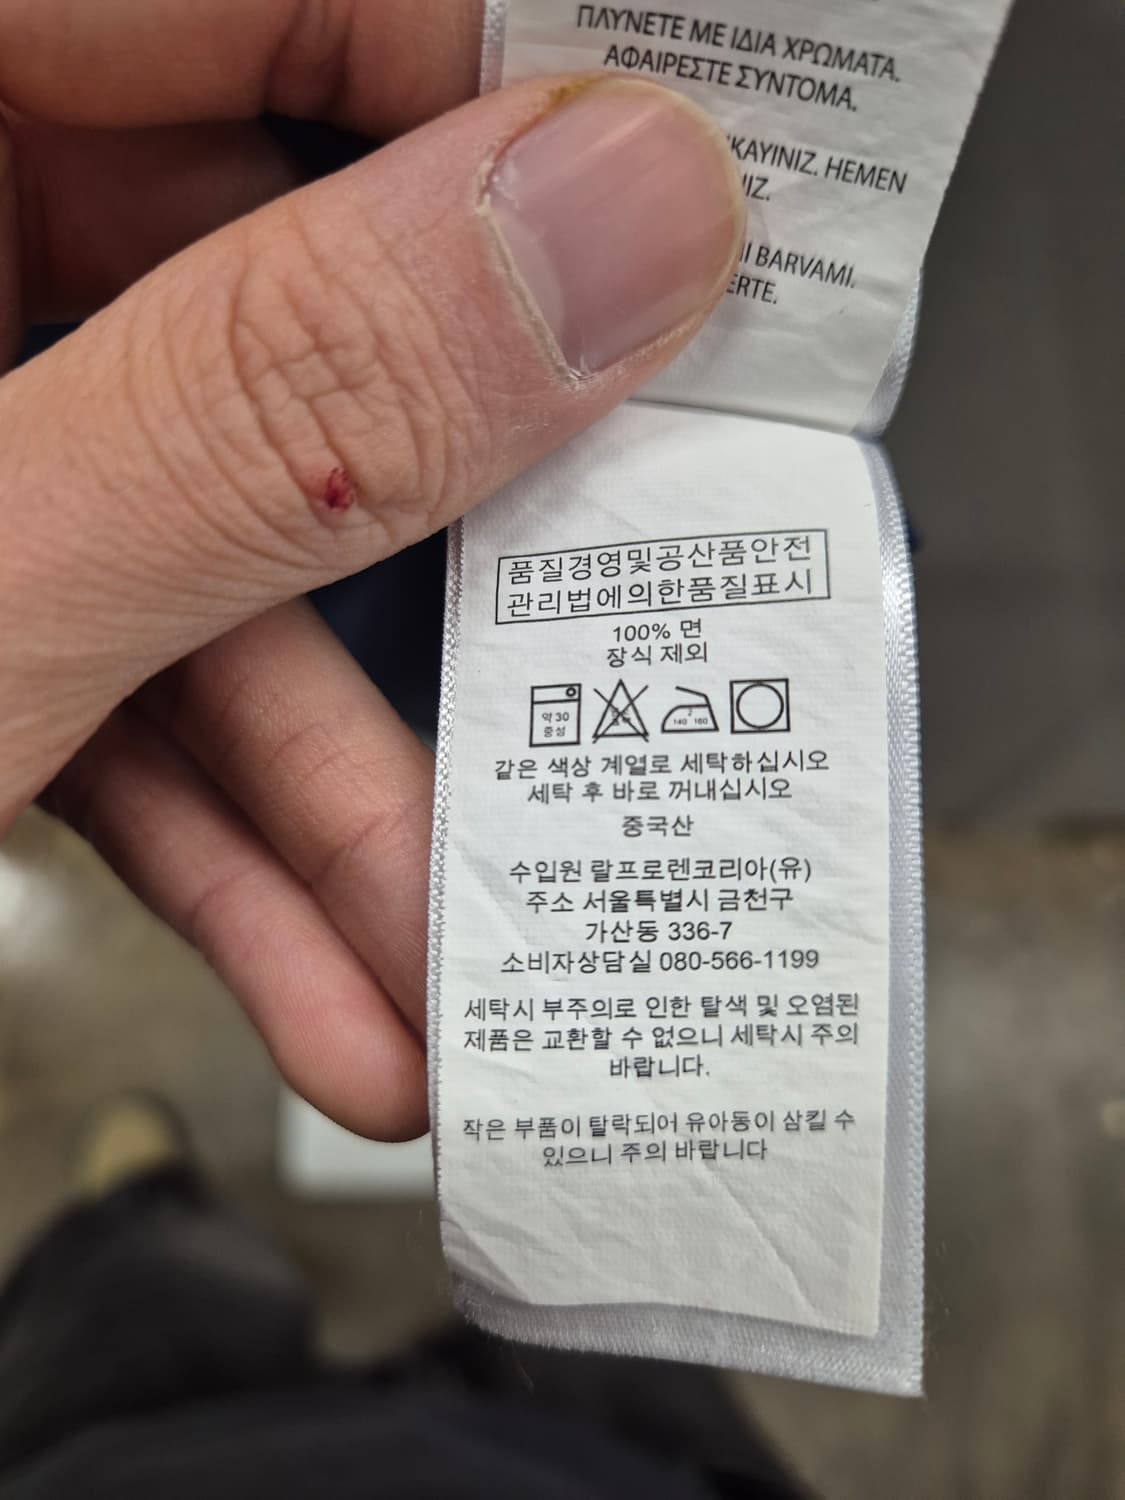 ΠΛΥΝΕΤΕ ΜΕ ΙΔΙΑ ΧΡΩΜΑΤΑ.
ΑΦΑΙΡΕΣΤΕ ΣΥΝΤΟΜΑ.
HEMEN
BARVAMI.
품질경영및공산품안전
관리법에의한품질표시
100% 면
장식 제외
약 30
중성
2
140 160
같은 색상 계열로 세탁하십시오
세탁 후 바로 꺼내십시오
중국산
수입원 랄프로렌코리아(유)
주소 서울특별시 금천구
가산동 336-7
소비자상담실 080-566-1199
세탁시 부주의로 인한 탈색 및 오염된
제품은 교환할 수 없으니 세탁시 주의
바랍니다.
작은 부품이 탈락되어 유아동이 삼킬 수
있으니 주의 바랍니다